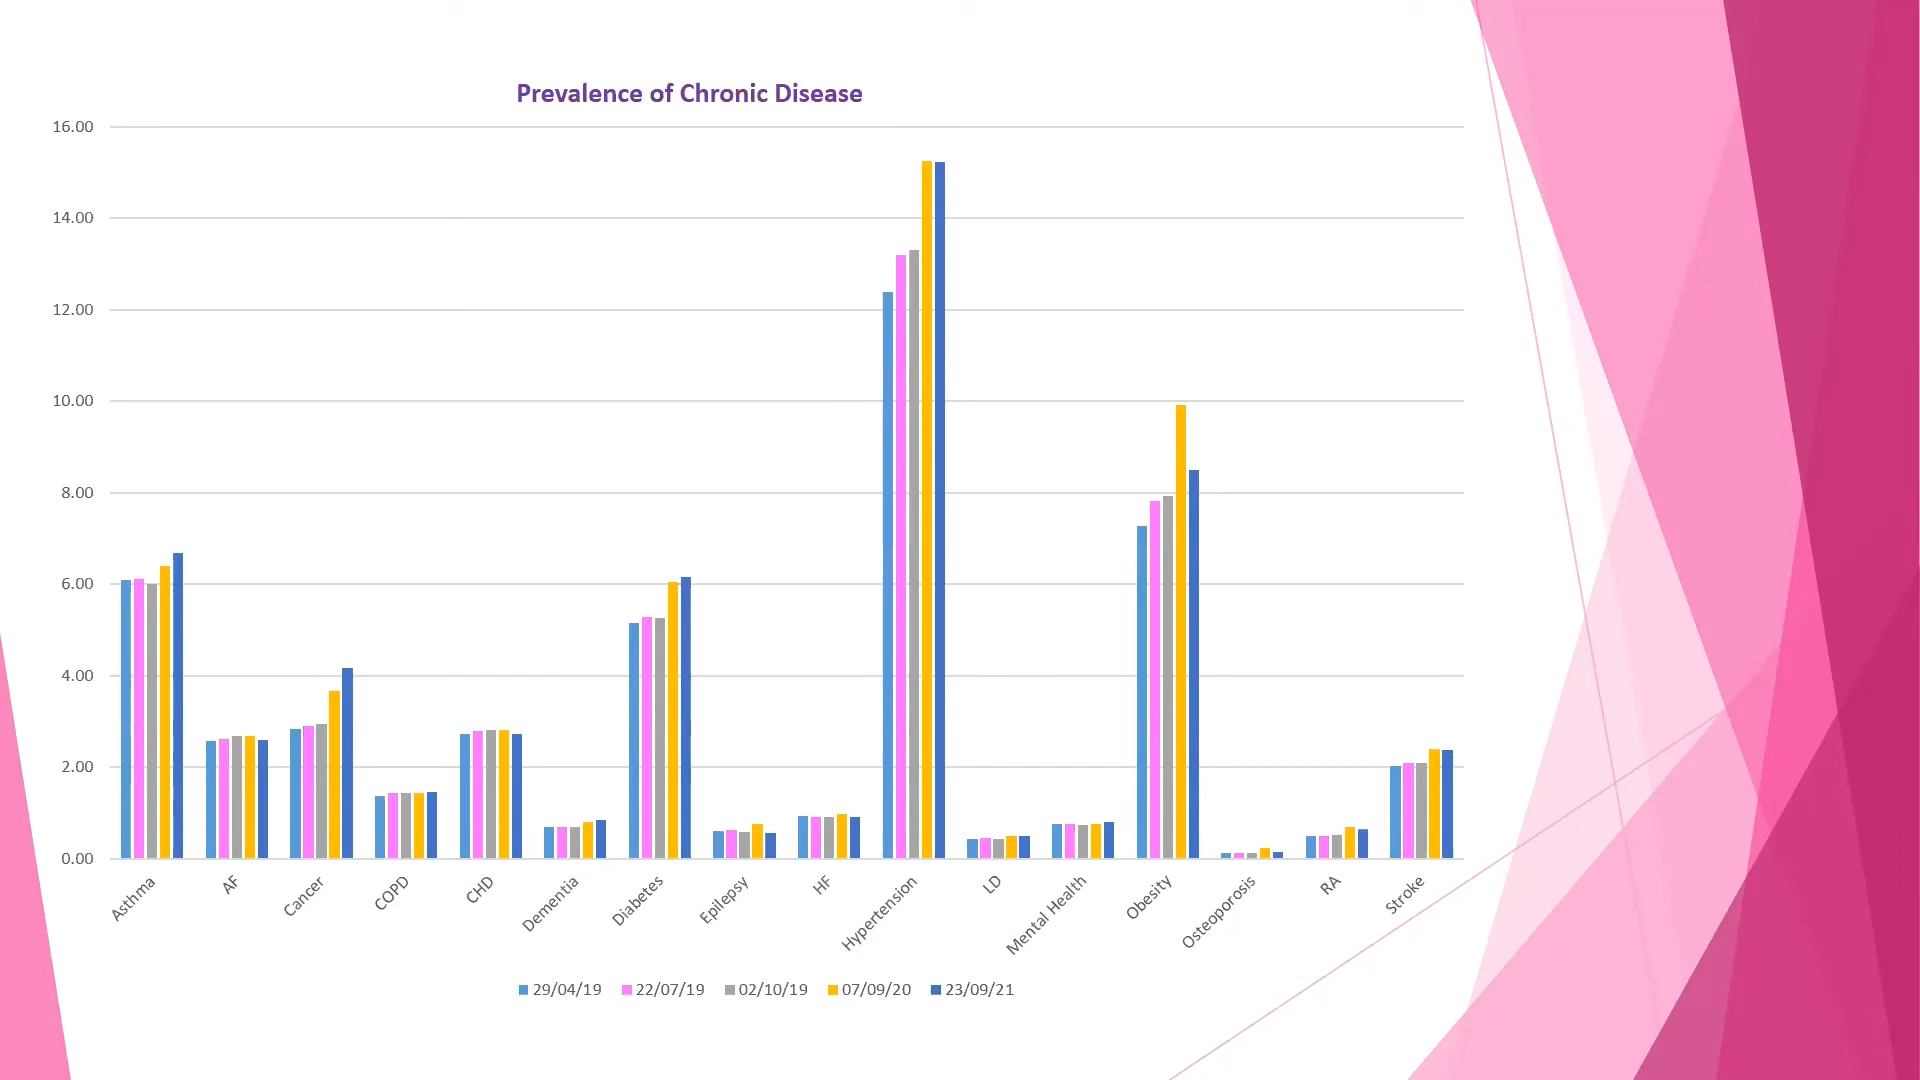 Prevalence of Chronic Disease
16.00
14.00
12.00
10.00
8.00
6.00
4.00
2.00
0.00
Asthma
AF
Cancer
COPD
CHD
Dementia
Diabetes
Epilepsy
HF
Hypertension
LD
Mental Health
Obesity
Osteoporosis
RA
Stroke
29/04/19 22/07/19 02/10/19 07/09/20 23/09/21